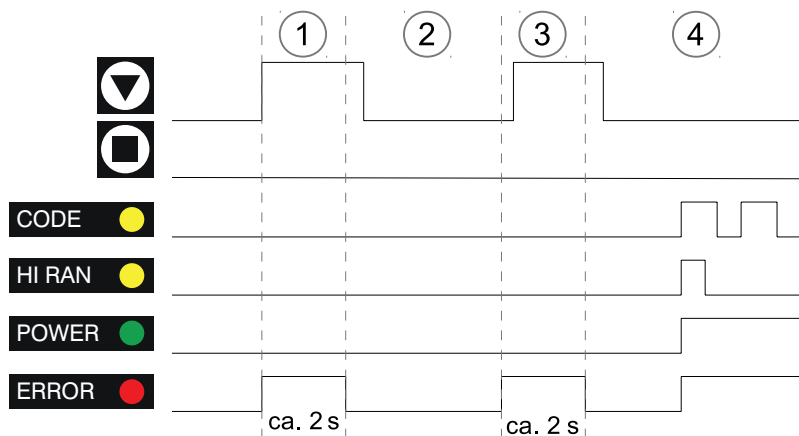 1 2 3 4
CODE
HI RAN
POWER
ERROR
ca. 2 s ca. 2 s